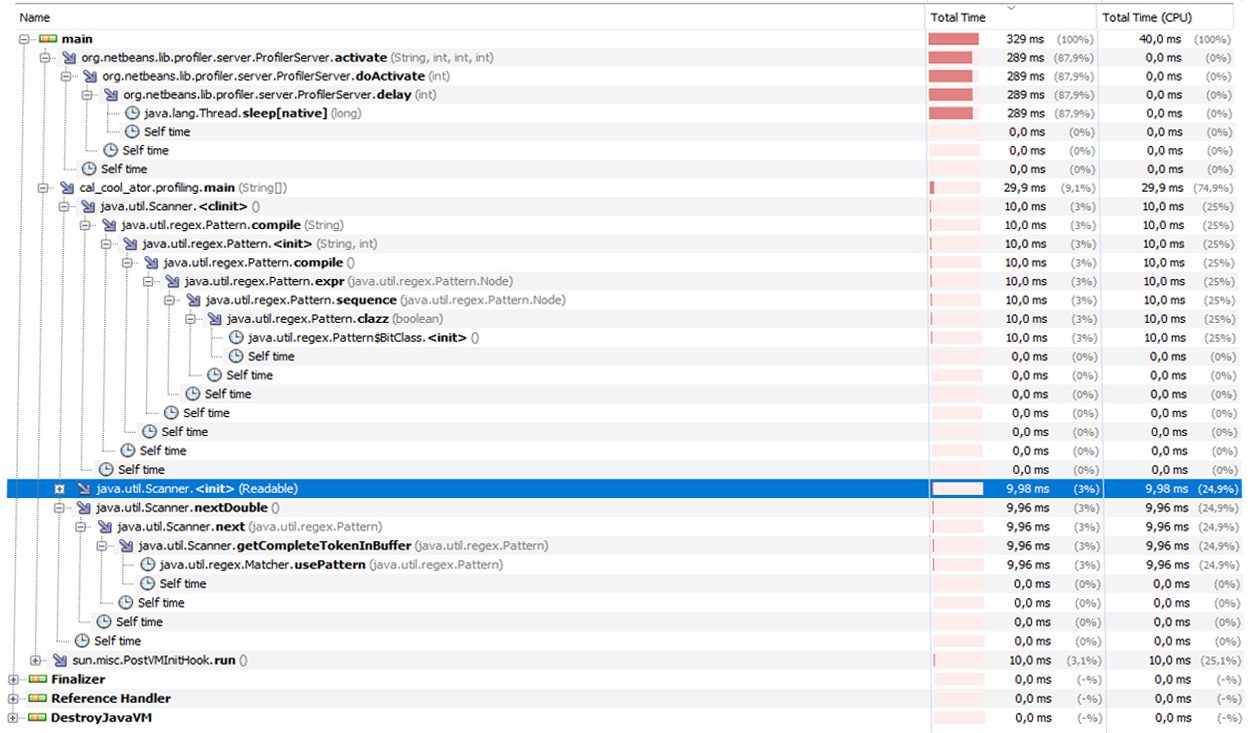 Name Total Time Total Time (CPU)
main 329 ms (100%) 40,0 ms (100%)
org.netbeans.lib.profiler.server.ProfilerServer.activate (String, int, int, int) 289 ms (87,9%) 0,0 ms (0%)
org.netbeans.lib.profiler.server.ProfilerServer.doActivate (int) 289 ms (87,9%) 0,0 ms (0%)
org.netbeans.lib.profiler.server.ProfilerServer.delay (int) 289 ms (87,9%) 0,0 ms (0%)
java.lang.Thread.sleep[native] (long) 289 ms (87,9%) 0,0 ms (0%)
Self time 0,0 ms (0%) 0,0 ms (0%)
Self time 0,0 ms (0%) 0,0 ms (0%)
Self time 0,0 ms (0%) 0,0 ms (0%)
cal_cool_ator.profiling.main (String[]) 29,9 ms (9,1%) 29,9 ms (74,9%)
java.util.Scanner.<clinit> () 10,0 ms (3%) 10,0 ms (25%)
java.util.regex.Pattern.compile (String) 10,0 ms (3%) 10,0 ms (25%)
java.util.regex.Pattern.<init> (String, int) 10,0 ms (3%) 10,0 ms (25%)
java.util.regex.Pattern.compile () 10,0 ms (3%) 10,0 ms (25%)
java.util.regex.Pattern.expr (java.util.regex.Pattern.Node) 10,0 ms (3%) 10,0 ms (25%)
java.util.regex.Pattern.sequence (java.util.regex.Pattern.Node) 10,0 ms (3%) 10,0 ms (25%)
java.util.regex.Pattern.clazz (boolean) 10,0 ms (3%) 10,0 ms (25%)
java.util.regex.Pattern$BitClass.<init> () 10,0 ms (3%) 10,0 ms (25%)
Self time 0,0 ms (0%) 0,0 ms (0%)
Self time 0,0 ms (0%) 0,0 ms (0%)
Self time 0,0 ms (0%) 0,0 ms (0%)
Self time 0,0 ms (0%) 0,0 ms (0%)
Self time 0,0 ms (0%) 0,0 ms (0%)
Self time 0,0 ms (0%) 0,0 ms (0%)
Self time 0,0 ms (0%) 0,0 ms (0%)
java.util.Scanner.<init> (Readable) 9,98 ms (3%) 9,98 ms (24,9%)
java.util.Scanner.nextDouble () 9,96 ms (3%) 9,96 ms (24,9%)
java.util.Scanner.next (java.util.regex.Pattern) 9,96 ms (3%) 9,96 ms (24,9%)
java.util.Scanner.getCompleteTokenInBuffer (java.util.regex.Pattern) 9,96 ms (3%) 9,96 ms (24,9%)
java.util.regex.Matcher.usePattern (java.util.regex.Pattern) 9,96 ms (3%) 9,96 ms (24,9%)
Self time 0,0 ms (0%) 0,0 ms (0%)
Self time 0,0 ms (0%) 0,0 ms (0%)
Self time 0,0 ms (0%) 0,0 ms (0%)
Self time 0,0 ms (0%) 0,0 ms (0%)
sun.misc.PostVMInitHook.run () 10,0 ms (3,1%) 10,0 ms (25,1%)
Finalizer 0,0 ms (-%) 0,0 ms (-%)
Reference Handler 0,0 ms (-%) 0,0 ms (-%)
DestroyJavaVM 0,0 ms (-%) 0,0 ms (-%)